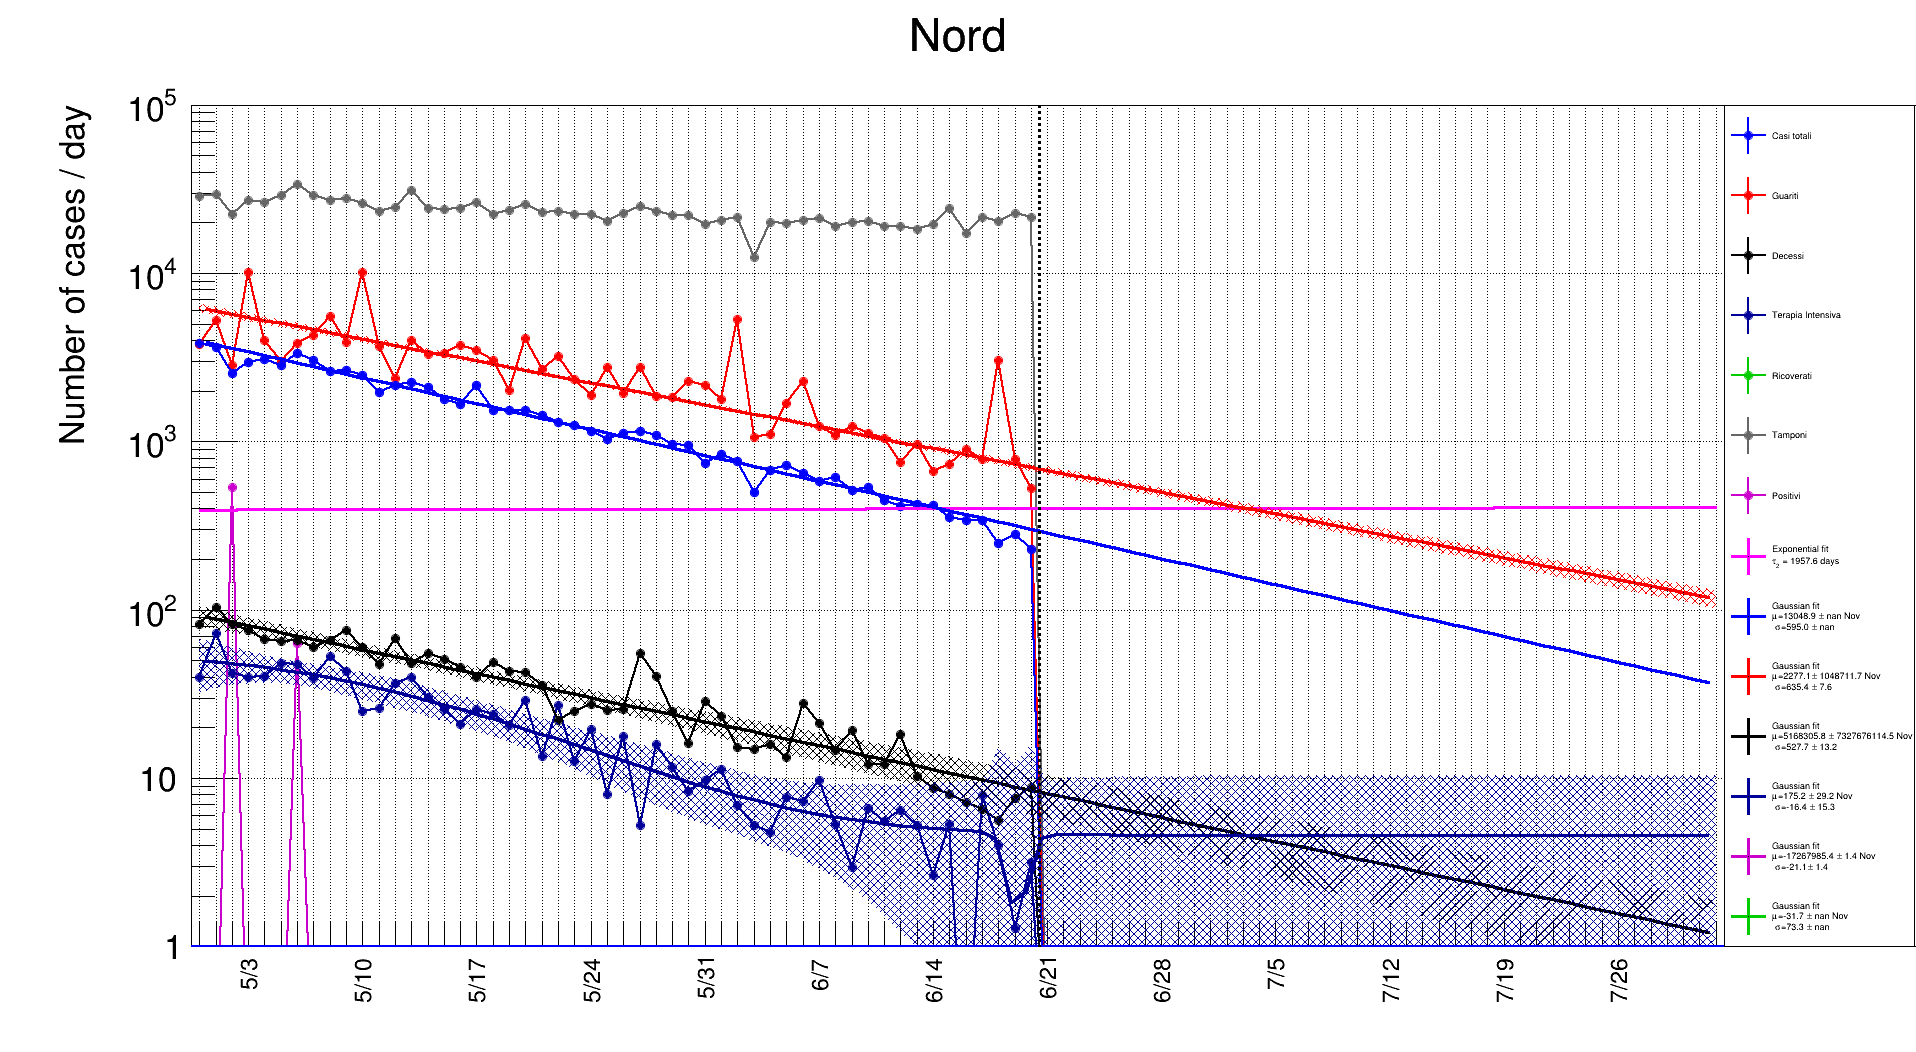 Nord
Number of cases / day
10^5
10^4
10^3
10^2
10
1
5/3
5/10
5/17
5/24
5/31
6/7
6/14
6/21
6/28
7/5
7/12
7/19
7/26
Casi totali
Guariti
Decessi
Terapia Intensiva
Ricoverati
Tamponi
Positivi
Exponential fit
τ_2 = 1957.6 days
Gaussian fit
μ=13048.9 ± nan Nov
σ=595.0 ± nan
Gaussian fit
μ=2277.1 ± 1048711.7 Nov
σ=635.4 ± 7.6
Gaussian fit
μ=5168305.8 ± 7327676114.5 Nov
σ=527.7 ± 13.2
Gaussian fit
μ=175.2 ± 29.2 Nov
σ=-16.4 ± 15.3
Gaussian fit
μ=-17267985.4 ± 1.4 Nov
σ=-21.1 ± 1.4
Gaussian fit
μ=-31.7 ± nan Nov
σ=73.3 ± nan